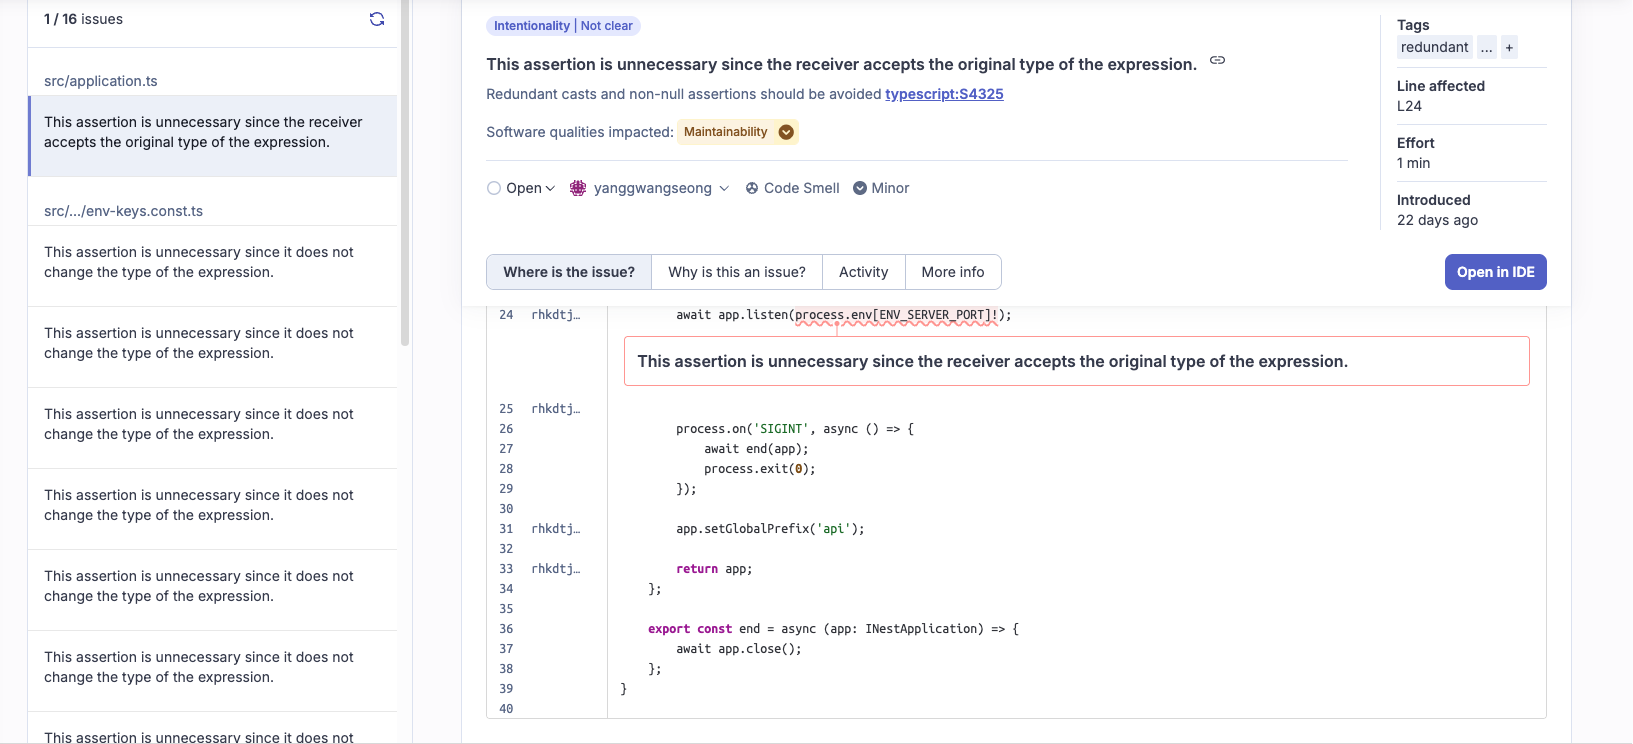 1 / 16 issues
src/application.ts
This assertion is unnecessary since the receiver
accepts the original type of the expression.
src/.../env-keys.const.ts
This assertion is unnecessary since it does not
change the type of the expression.
This assertion is unnecessary since it does not
change the type of the expression.
This assertion is unnecessary since it does not
change the type of the expression.
This assertion is unnecessary since it does not
change the type of the expression.
This assertion is unnecessary since it does not
change the type of the expression.
This assertion is unnecessary since it does not
change the type of the expression.
This assertion is unnecessary since it does not
Intentionality | Not clear
This assertion is unnecessary since the receiver accepts the original type of the expression.
Redundant casts and non-null assertions should be avoided typescript:S4325
Software qualities impacted: Maintainability
Open yanggwangseong Code Smell Minor
Tags
redundant ... +
Line affected
L24
Effort
1 min
Introduced
22 days ago
Where is the issue? Why is this an issue? Activity More info Open in IDE
24 rhkdtj… await app.listen(process.env[ENV_SERVER_PORT]!);
This assertion is unnecessary since the receiver accepts the original type of the expression.
25 rhkdtj…
26 process.on('SIGINT', async () => {
27 await end(app);
28 process.exit(0);
29 });
30
31 rhkdtj… app.setGlobalPrefix('api');
32
33 rhkdtj… return app;
34 };
35
36 export const end = async (app: INestApplication) => {
37 await app.close();
38 };
39 }
40